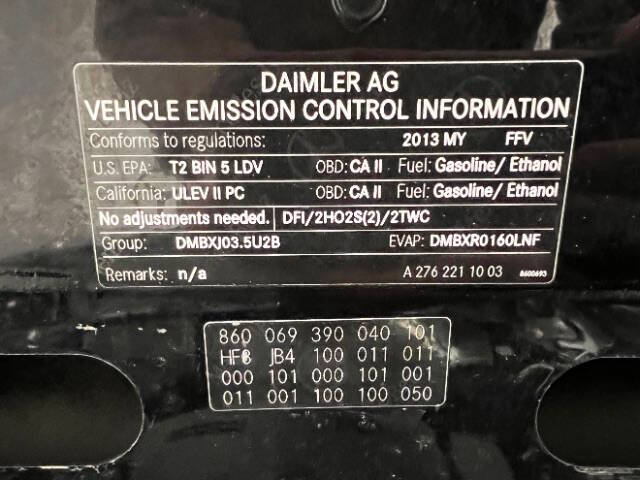 DAIMLER AG
VEHICLE EMISSION CONTROL INFORMATION
Conforms to regulations: 2013 MY FFV
U.S. EPA: T2 BIN 5 LDV OBD: CA II Fuel: Gasoline/ Ethanol
California: ULEV II PC OBD: CA II Fuel: Gasoline/ Ethanol
No adjustments needed. DFI/2HO2S(2)/2TWC
Group: DMBXJ03.5U2B EVAP: DMBXR0160LNF
Remarks: n/a A 276 221 10 03 8600693
860 069 390 040 101
JB4 100 011 011
000 101 000 101 001
011 001 100 100 050